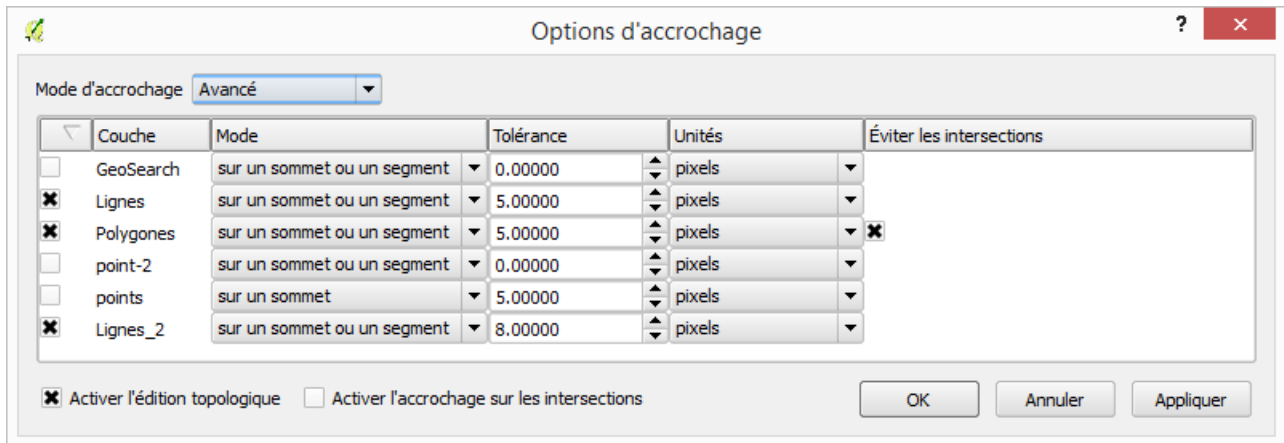 Options d'accrochage ?
Mode d'accrochage Avancé
Couche Mode Tolérance Unités Éviter les intersections
GeoSearch sur un sommet ou un segment 0.00000 pixels
Lignes sur un sommet ou un segment 5.00000 pixels
Polygones sur un sommet ou un segment 5.00000 pixels
point-2 sur un sommet ou un segment 0.00000 pixels
points sur un sommet 5.00000 pixels
Lignes_2 sur un sommet ou un segment 8.00000 pixels
Activer l'édition topologique Activer l'accrochage sur les intersections OK Annuler Appliquer